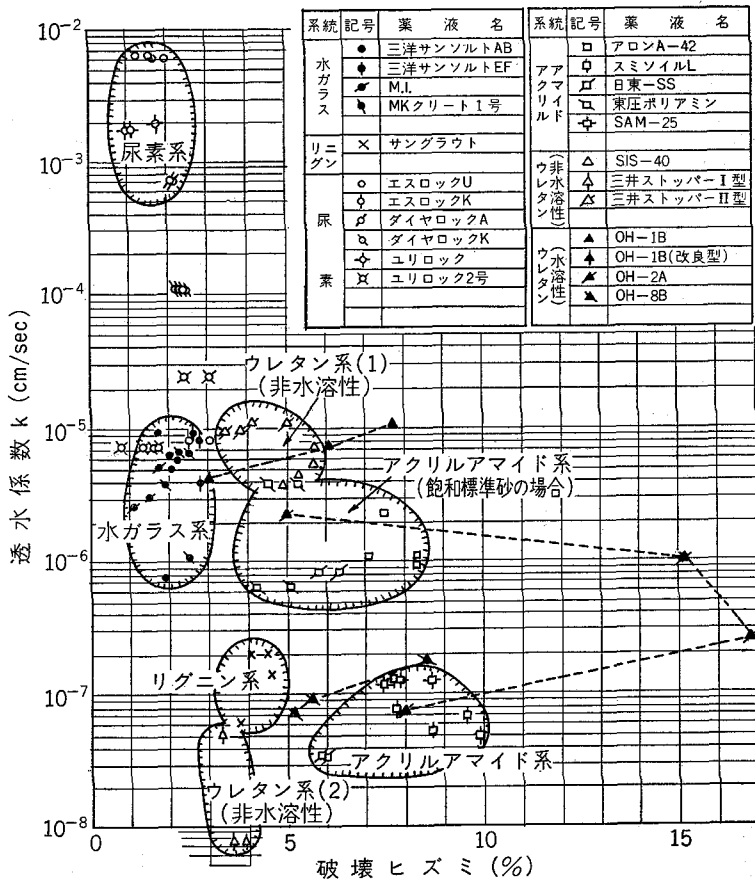 系統 記号 薬液名
水ガラス
三洋サンソルトAB
三洋サンソルトEF
M.I.
MKクリート1号
リニグン
サングラウト
尿素
エスロックU
エスロックK
ダイヤロックA
ダイヤロックK
ユリロック
ユリロック2号
系統 記号 薬液名
アクリルアマイド
アロンA-42
スミソイルL
日東-SS
東圧ポリアミン
SAM-25
ウレタン(非水溶性)
SIS-40
三井ストッパーI型
三井ストッパーII型
ウレタン(水溶性)
OH-1B
OH-1B(改良型)
OH-2A
OH-8B
透水係数k (cm/sec)
10⁻²
10⁻³
10⁻⁴
10⁻⁵
10⁻⁶
10⁻⁷
10⁻⁸
尿素系
ウレタン系(1)
(非水溶性)
アクリルアマイド系
(飽和標準砂の場合)
水ガラス系
リグニン系
アクリルアマイド系
ウレタン系(2)
(非水溶性)
0 5 10 15
破壊ヒズミ(%)